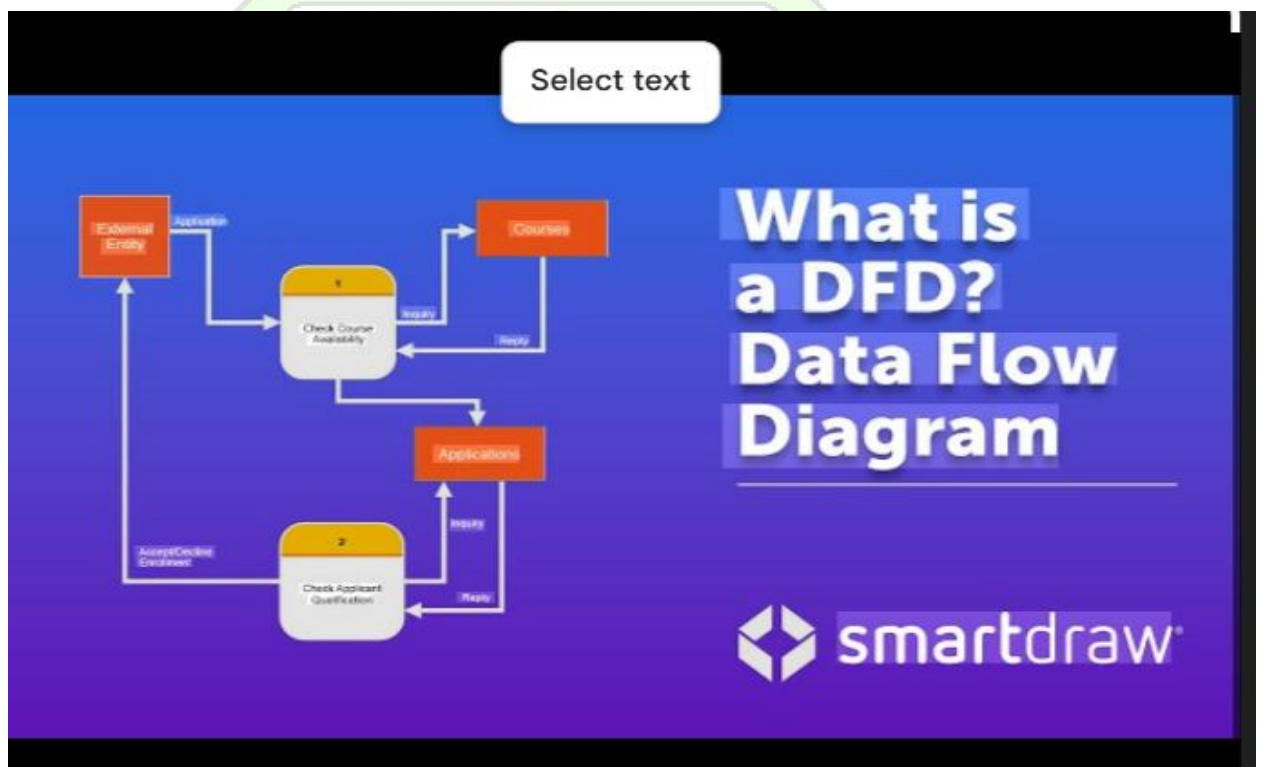 Select text
External
Entity
Application
Courses
1
Check Course
Availability
Inquiry
Reply
Applications
Inquiry
Accept/Decline
Enrollment
2
Check Applicant
Qualification
Reply
What is
a DFD?
Data Flow
Diagram
smartdraw